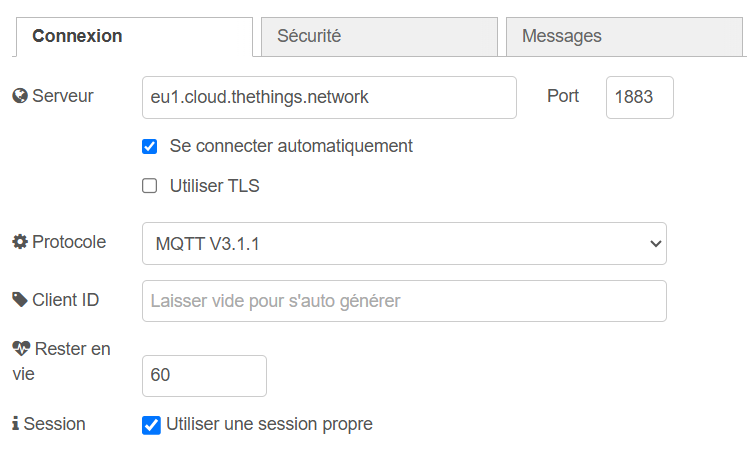 Connexion Sécurité Messages
Serveur eu1.cloud.thethings.network Port 1883
Se connecter automatiquement
Utiliser TLS
Protocole MQTT V3.1.1
Client ID Laisser vide pour s'auto générer
Rester en
vie 60
Session Utiliser une session propre